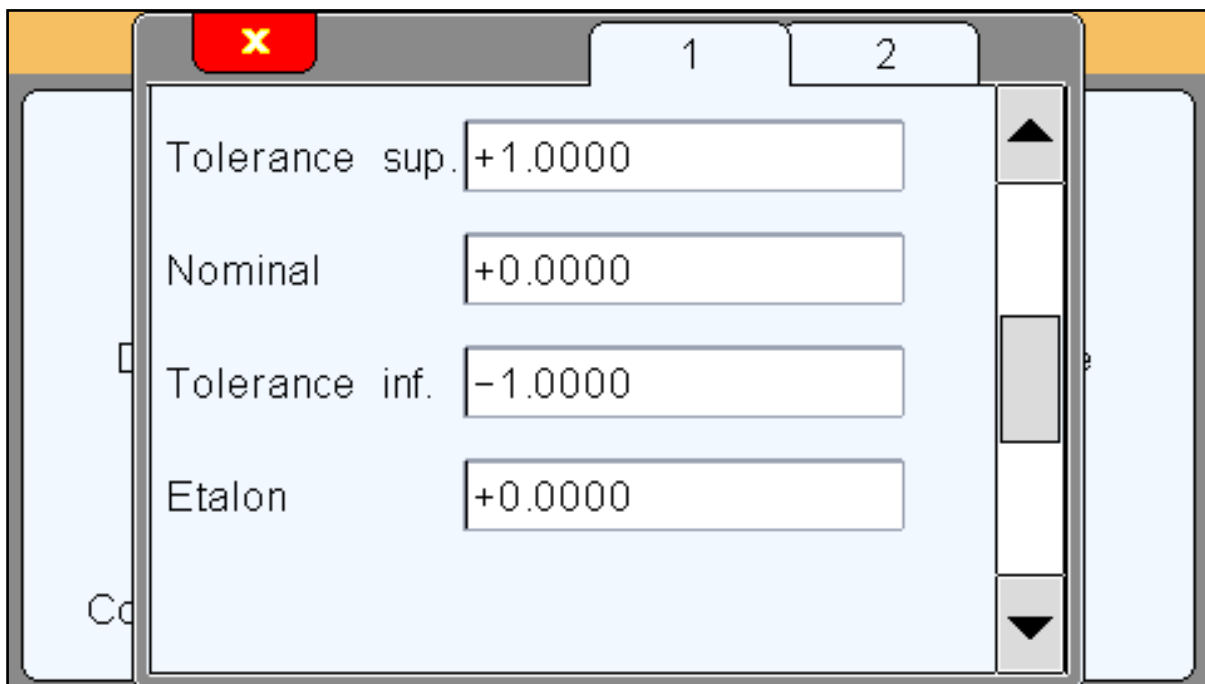 x
1 2
Tolerance sup. +1.0000
Nominal +0.0000
Tolerance inf. -1.0000
Etalon +0.0000